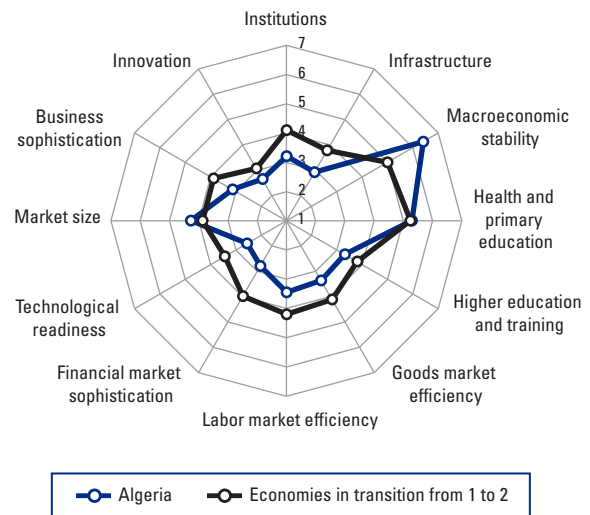 Institutions
7
Innovation
Infrastructure
6
5
Business
sophistication
Macroeconomic
stability
4
3
2
Market size
1
Health and
primary
education
Technological
readiness
Higher education
and training
Financial market
sophistication
Goods market
efficiency
Labor market efficiency
Algeria
Economies in transition from 1 to 2